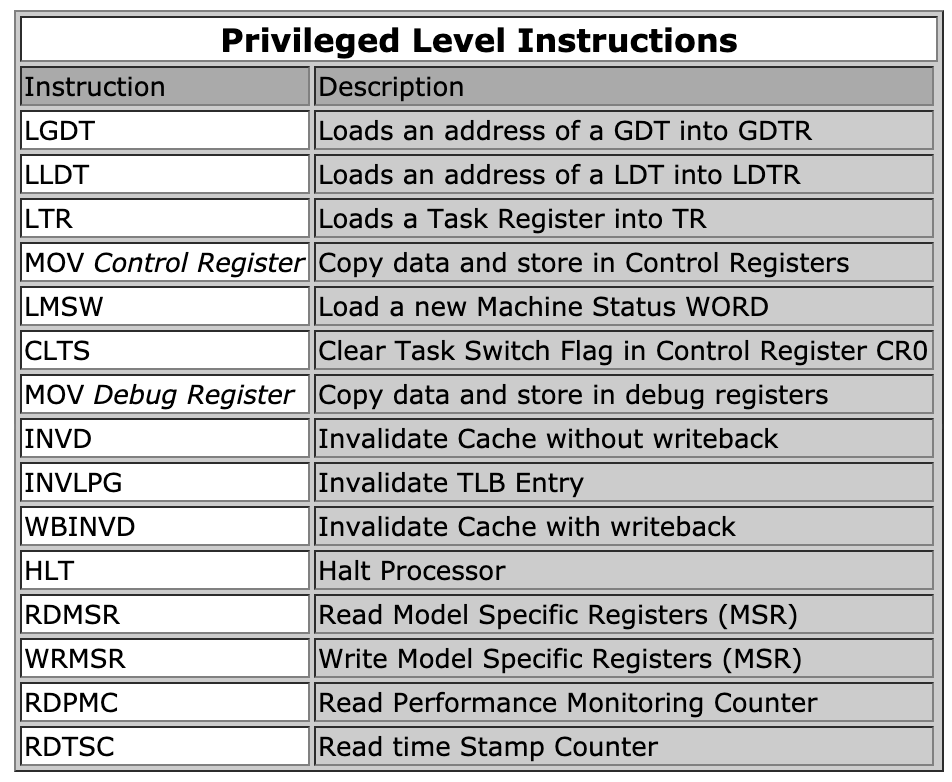 Privileged Level Instructions
Instruction Description
LGDT Loads an address of a GDT into GDTR
LLDT Loads an address of a LDT into LDTR
LTR Loads a Task Register into TR
MOV Control Register Copy data and store in Control Registers
LMSW Load a new Machine Status WORD
CLTS Clear Task Switch Flag in Control Register CR0
MOV Debug Register Copy data and store in debug registers
INVD Invalidate Cache without writeback
INVLPG Invalidate TLB Entry
WBINVD Invalidate Cache with writeback
HLT Halt Processor
RDMSR Read Model Specific Registers (MSR)
WRMSR Write Model Specific Registers (MSR)
RDPMC Read Performance Monitoring Counter
RDTSC Read time Stamp Counter